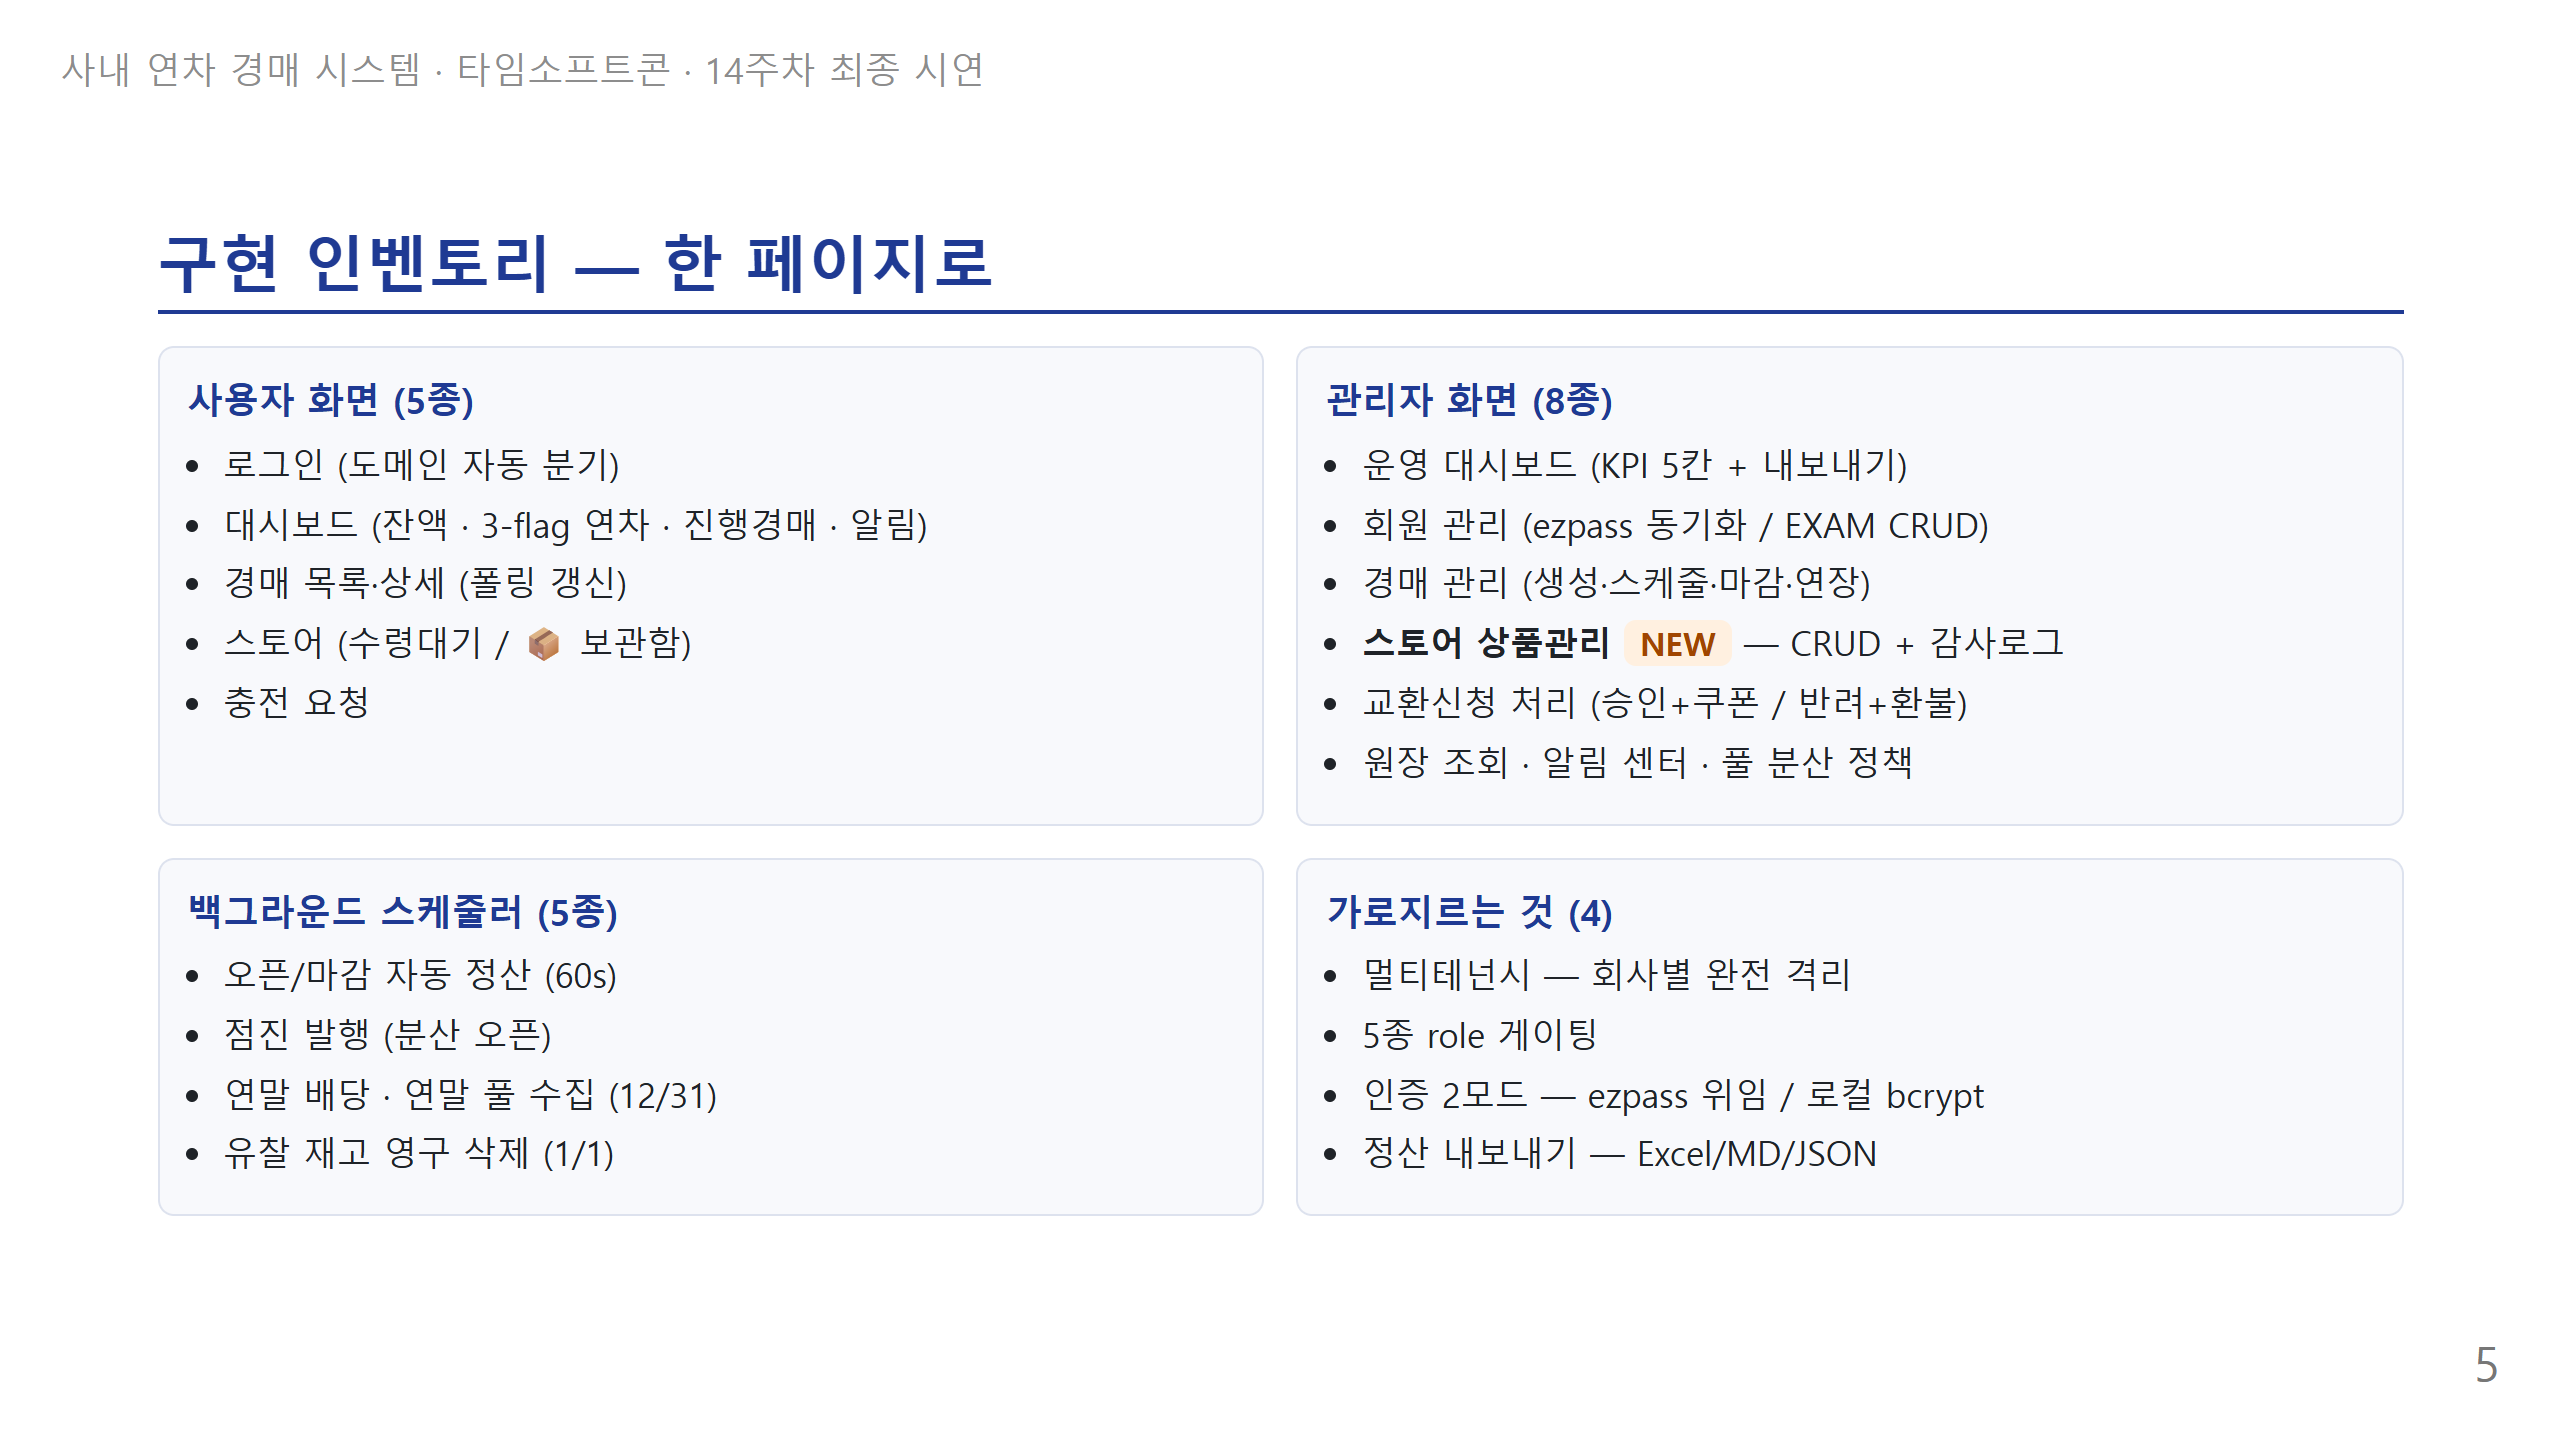 사내 연차 경매 시스템 · 타임소프트콘 · 14주차 최종 시연
구현 인벤토리 — 한 페이지로
사용자 화면 (5종)
• 로그인 (도메인 자동 분기)
• 대시보드 (잔액 · 3-flag 연차 · 진행경매 · 알림)
• 경매 목록·상세 (폴링 갱신)
• 스토어 (수령대기 / 📦 보관함)
• 충전 요청
관리자 화면 (8종)
• 운영 대시보드 (KPI 5칸 + 내보내기)
• 회원 관리 (ezpass 동기화 / EXAM CRUD)
• 경매 관리 (생성·스케줄·마감·연장)
• 스토어 상품관리 NEW — CRUD + 감사로그
• 교환신청 처리 (승인+쿠폰 / 반려+환불)
• 원장 조회 · 알림 센터 · 풀 분산 정책
백그라운드 스케줄러 (5종)
• 오픈/마감 자동 정산 (60s)
• 점진 발행 (분산 오픈)
• 연말 배당 · 연말 풀 수집 (12/31)
• 유찰 재고 영구 삭제 (1/1)
가로지르는 것 (4)
• 멀티테넌시 — 회사별 완전 격리
• 5종 role 게이팅
• 인증 2모드 — ezpass 위임 / 로컬 bcrypt
• 정산 내보내기 — Excel/MD/JSON
5